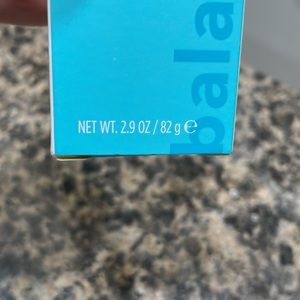 NET WT. 2.9 OZ / 82 g ℮
bala